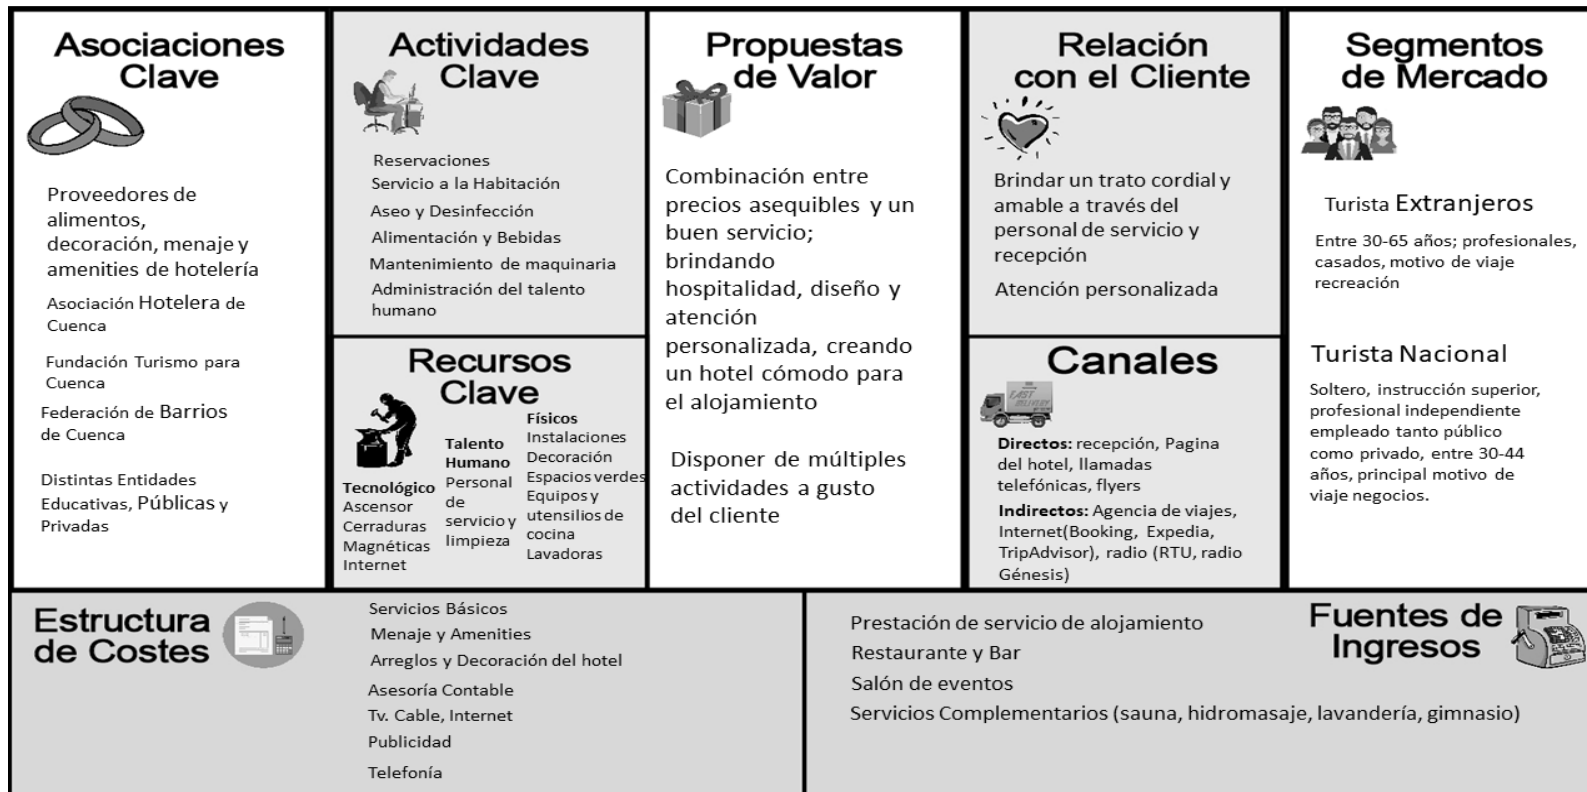 Asociaciones
Clave
Proveedores de
alimentos,
decoración, menaje y
amenities de hotelería
Asociación Hotelera de
Cuenca
Fundación Turismo para
Cuenca
Federación de Barrios
de Cuenca
Distintas Entidades
Educativas, Públicas y
Privadas
Actividades
Clave
Reservaciones
Servicio a la Habitación
Aseo y Desinfección
Alimentación y Bebidas
Mantenimiento de maquinaria
Administración del talento
humano
Recursos
Clave
Tecnológico
Ascensor
Cerraduras
Magnéticas
Internet
Talento
Humano
Personal
de
servicio y
limpieza
Físicos
Instalaciones
Decoración
Espacios verdes
Equipos y
utensilios de
cocina
Lavadoras
Propuestas
de Valor
Combinación entre
precios asequibles y un
buen servicio;
brindando
hospitalidad, diseño y
atención
personalizada, creando
un hotel cómodo para
el alojamiento
Disponer de múltiples
actividades a gusto
del cliente
Relación
con el Cliente
Brindar un trato cordial y
amable a través del
personal de servicio y
recepción
Atención personalizada
Canales
FAST
DELIVERY
Directos: recepción, Pagina
del hotel, llamadas
telefónicas, flyers
Indirectos: Agencia de viajes,
Internet(Booking, Expedia,
TripAdvisor), radio (RTU, radio
Génesis)
Segmentos
de Mercado
Turista Extranjeros
Entre 30-65 años; profesionales,
casados, motivo de viaje
recreación
Turista Nacional
Soltero, instrucción superior,
profesional independiente
empleado tanto público
como privado, entre 30-44
años, principal motivo de
viaje negocios.
Estructura
de Costes
Servicios Básicos
Menaje y Amenities
Arreglos y Decoración del hotel
Asesoría Contable
Tv. Cable, Internet
Publicidad
Telefonía
Fuentes de
Ingresos
Prestación de servicio de alojamiento
Restaurante y Bar
Salón de eventos
Servicios Complementarios (sauna, hidromasaje, lavandería, gimnasio)